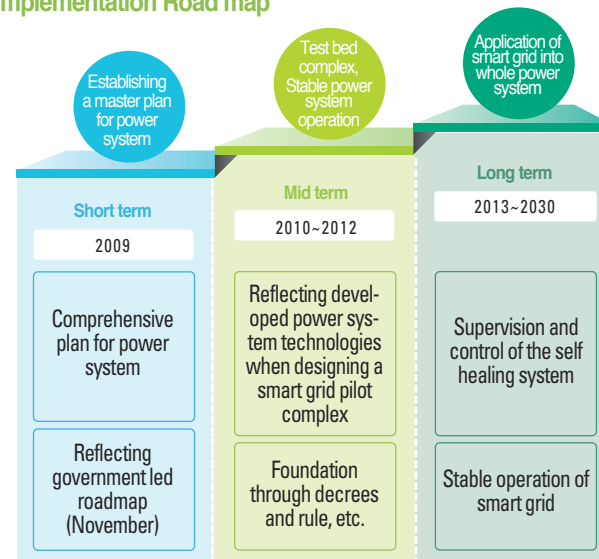 Implementation Road map
Establishing
a master plan
for power
system
Short term
2009
Comprehensive
plan for power
system
Reflecting
government led
roadmap
(November)
Test bed
complex,
Stable power
system
operation
Mid term
2010~2012
Reflecting devel-
oped power sys-
tem technologies
when designing a
smart grid pilot
complex
Foundation
through decrees
and rule, etc.
Application of
smart grid into
whole power
system
Long term
2013~2030
Supervision and
control of the self
healing system
Stable operation of
smart grid